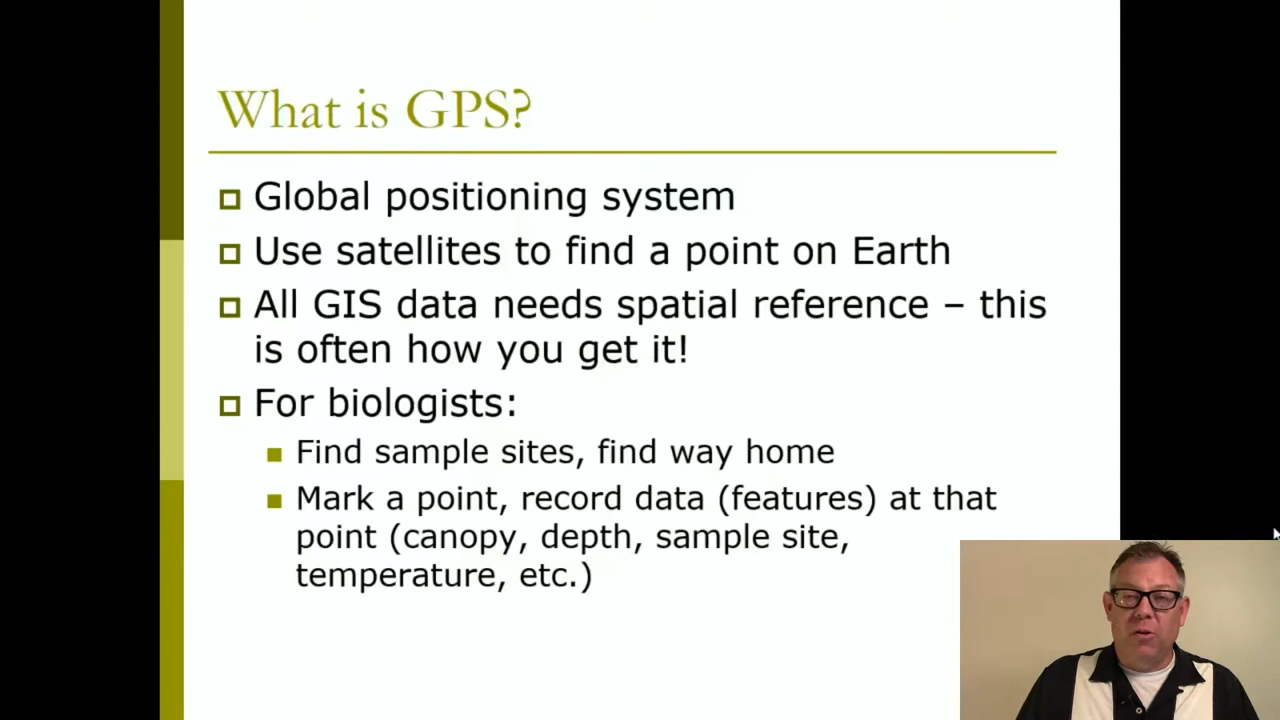 What is GPS?
Global positioning system
Use satellites to find a point on Earth
All GIS data needs spatial reference – this
is often how you get it!
For biologists:
Find sample sites, find way home
Mark a point, record data (features) at that
point (canopy, depth, sample site,
temperature, etc.)